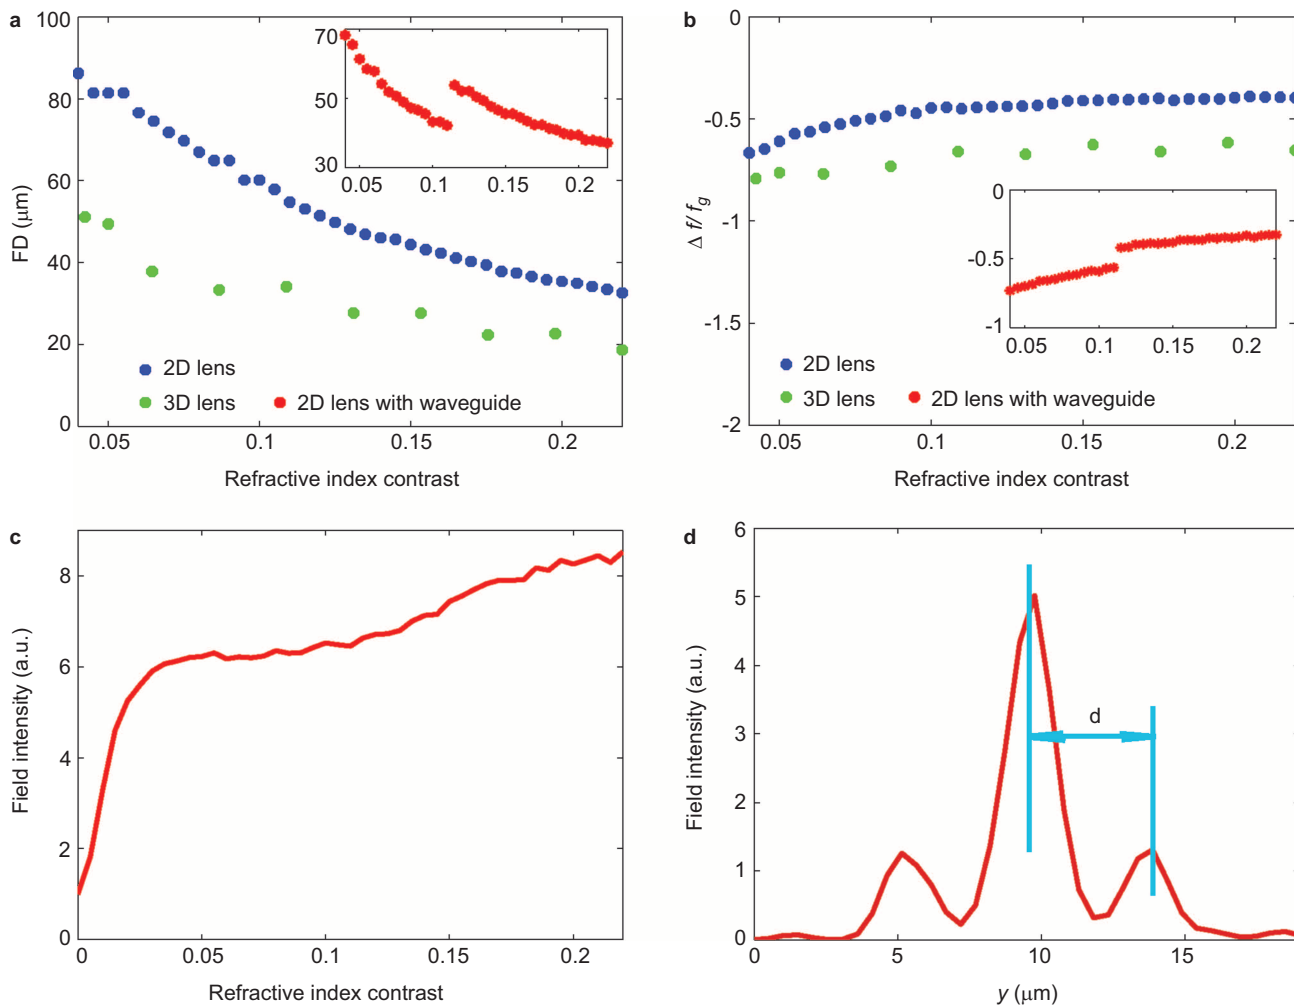 a
100
80
60
40
20
0
FD (μm)
70
50
30
0.05
0.1
0.15
0.2
2D lens
3D lens
2D lens with waveguide
0.05
0.1
0.15
0.2
Refractive index contrast
b
0
-0.5
-1
-1.5
-2
Δ f/ fg
0
-0.5
-1
0.05
0.1
0.15
0.2
2D lens
3D lens
2D lens with waveguide
0.05
0.1
0.15
0.2
Refractive index contrast
c
8
6
4
2
0
Field intensity (a.u.)
0
0.05
0.1
0.15
0.2
Refractive index contrast
d
6
5
4
3
2
1
0
Field intensity (a.u.)
d
0
5
10
15
y (μm)